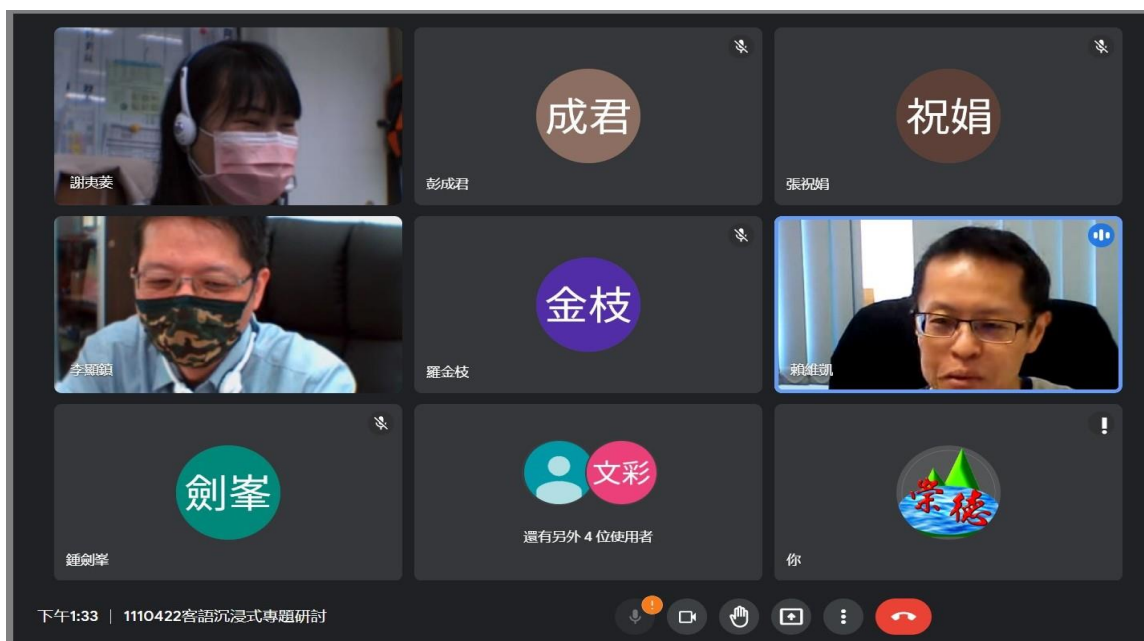 謝夷菱
成君
彭成君
祝娟
張祝娟
李顯鎮
金枝
羅金枝
賴維凱
劍峯
鍾劍峯
文彩
還有另外 4 位使用者
崇德
你
下午1:33 | 1110422客語沉浸式專題研討